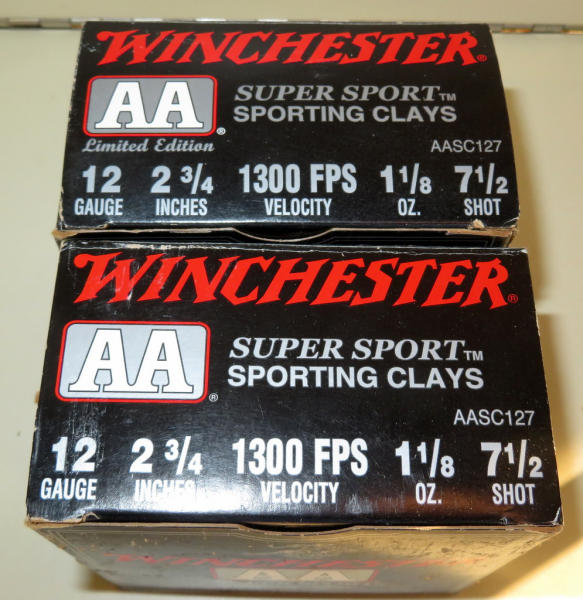 WINCHESTER®
AA®
Limited Edition
SUPER SPORT™
SPORTING CLAYS
AASC127
12 2 3/4 1300 FPS 1 1/8 7 1/2
GAUGE INCHES VELOCITY OZ. SHOT
WINCHESTER®
AA®
SUPER SPORT™
SPORTING CLAYS
AASC127
12 2 3/4 1300 FPS 1 1/8 7 1/2
GAUGE INCHES VELOCITY OZ. SHOT
WINCHESTER
AA